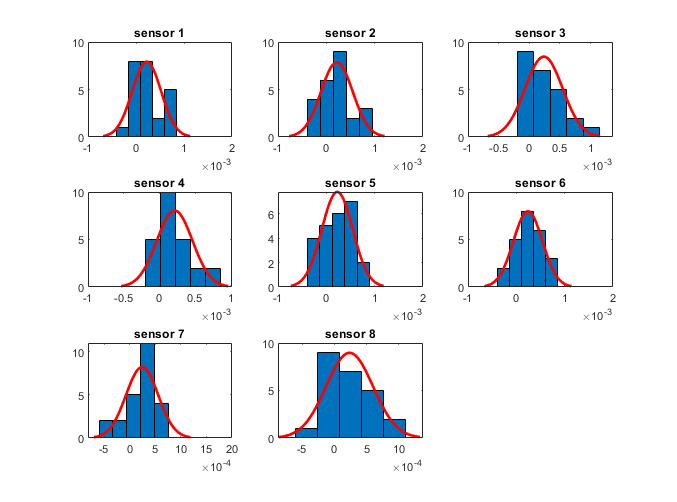 sensor 1 sensor 2 sensor 3
10 10 10
5 5 5
0 0 0
-1 0 1 2 -1 0 1 2 -1 -0.5 0 0.5 1
×10-3 ×10-3 ×10-3
sensor 4 sensor 5 sensor 6
10 6 10
5 4 5
2
0 0 0
-1 -0.5 0 0.5 1 -1 0 1 2 -1 0 1 2
×10-3 ×10-3 ×10-3
sensor 7 sensor 8
10 10
5 5
0 0
-5 0 5 10 15 20 -5 0 5 10
×10-4 ×10-4